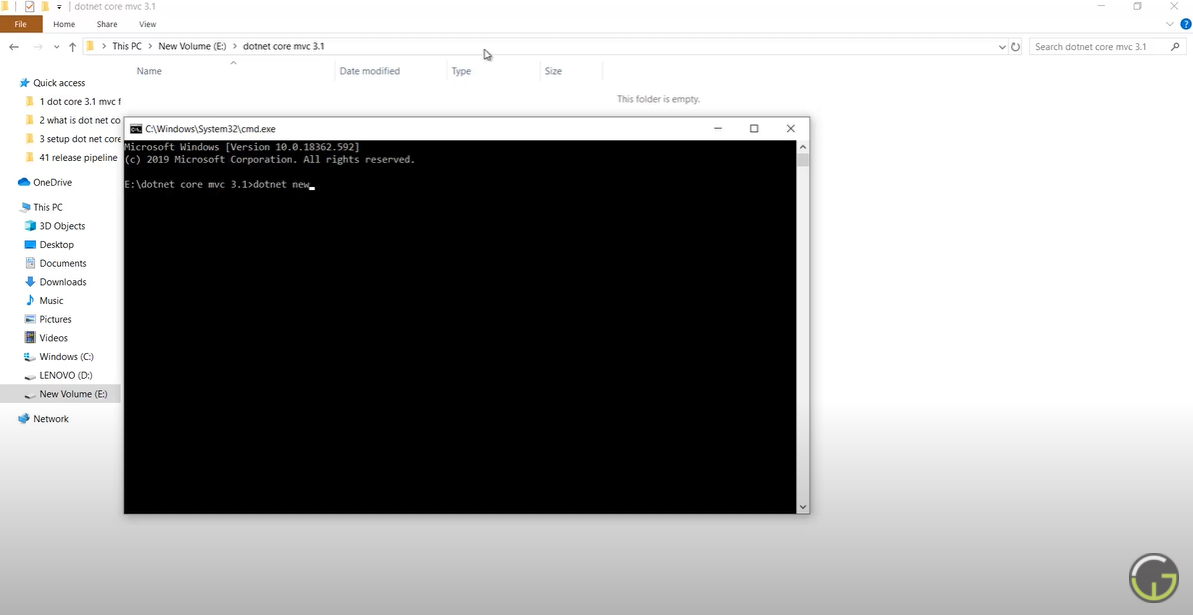 dotnet core mvc 3.1
File Home Share View
This PC > New Volume (E:) > dotnet core mvc 3.1
Search dotnet core mvc 3.1
Name Date modified Type Size
This folder is empty.
Quick access
1 dot core 3.1 mvc f
2 what is dot net co
3 setup dot net core
41 release pipeline
OneDrive
This PC
3D Objects
Desktop
Documents
Downloads
Music
Pictures
Videos
Windows (C:)
LENOVO (D:)
New Volume (E:)
Network
C:\Windows\System32\cmd.exe
Microsoft Windows [Version 10.0.18362.592]
(c) 2019 Microsoft Corporation. All rights reserved.
E:\dotnet core mvc 3.1>dotnet new_